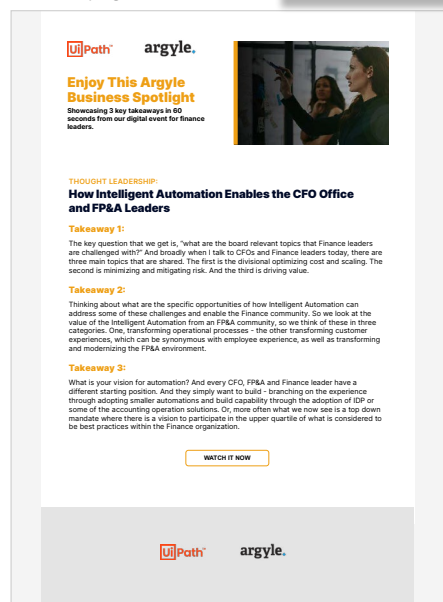 UiPath™ argyle.
Enjoy This Argyle
Business Spotlight
Showcasing 3 key takeaways in 60
seconds from our digital event for finance
leaders.
THOUGHT LEADERSHIP:
How Intelligent Automation Enables the CFO Office
and FP&A Leaders
Takeaway 1:
The key question that we get is, "what are the board relevant topics that Finance leaders
are challenged with?" And broadly when I talk to CFOs and Finance leaders today, there are
three main topics that are shared. The first is the divisional optimizing cost and scaling. The
second is minimizing and mitigating risk. And the third is driving value.
Takeaway 2:
Thinking about what are the specific opportunities of how Intelligent Automation can
address some of these challenges and enable the Finance community. So we look at the
value of the Intelligent Automation from an FP&A community, so we think of these in three
categories. One, transforming operational processes - the other transforming customer
experiences, which can be synonymous with employee experience, as well as transforming
and modernizing the FP&A environment.
Takeaway 3:
What is your vision for automation? And every CFO, FP&A and Finance leader have a
different starting position. And they simply want to build - branching on the experience
through adopting smaller automations and build capability through the adoption of IDP or
some of the accounting operation solutions. Or, more often what we now see is a top down
mandate where there is a vision to participate in the upper quartile of what is considered to
be best practices within the Finance organization.
WATCH IT NOW
UiPath™ argyle.